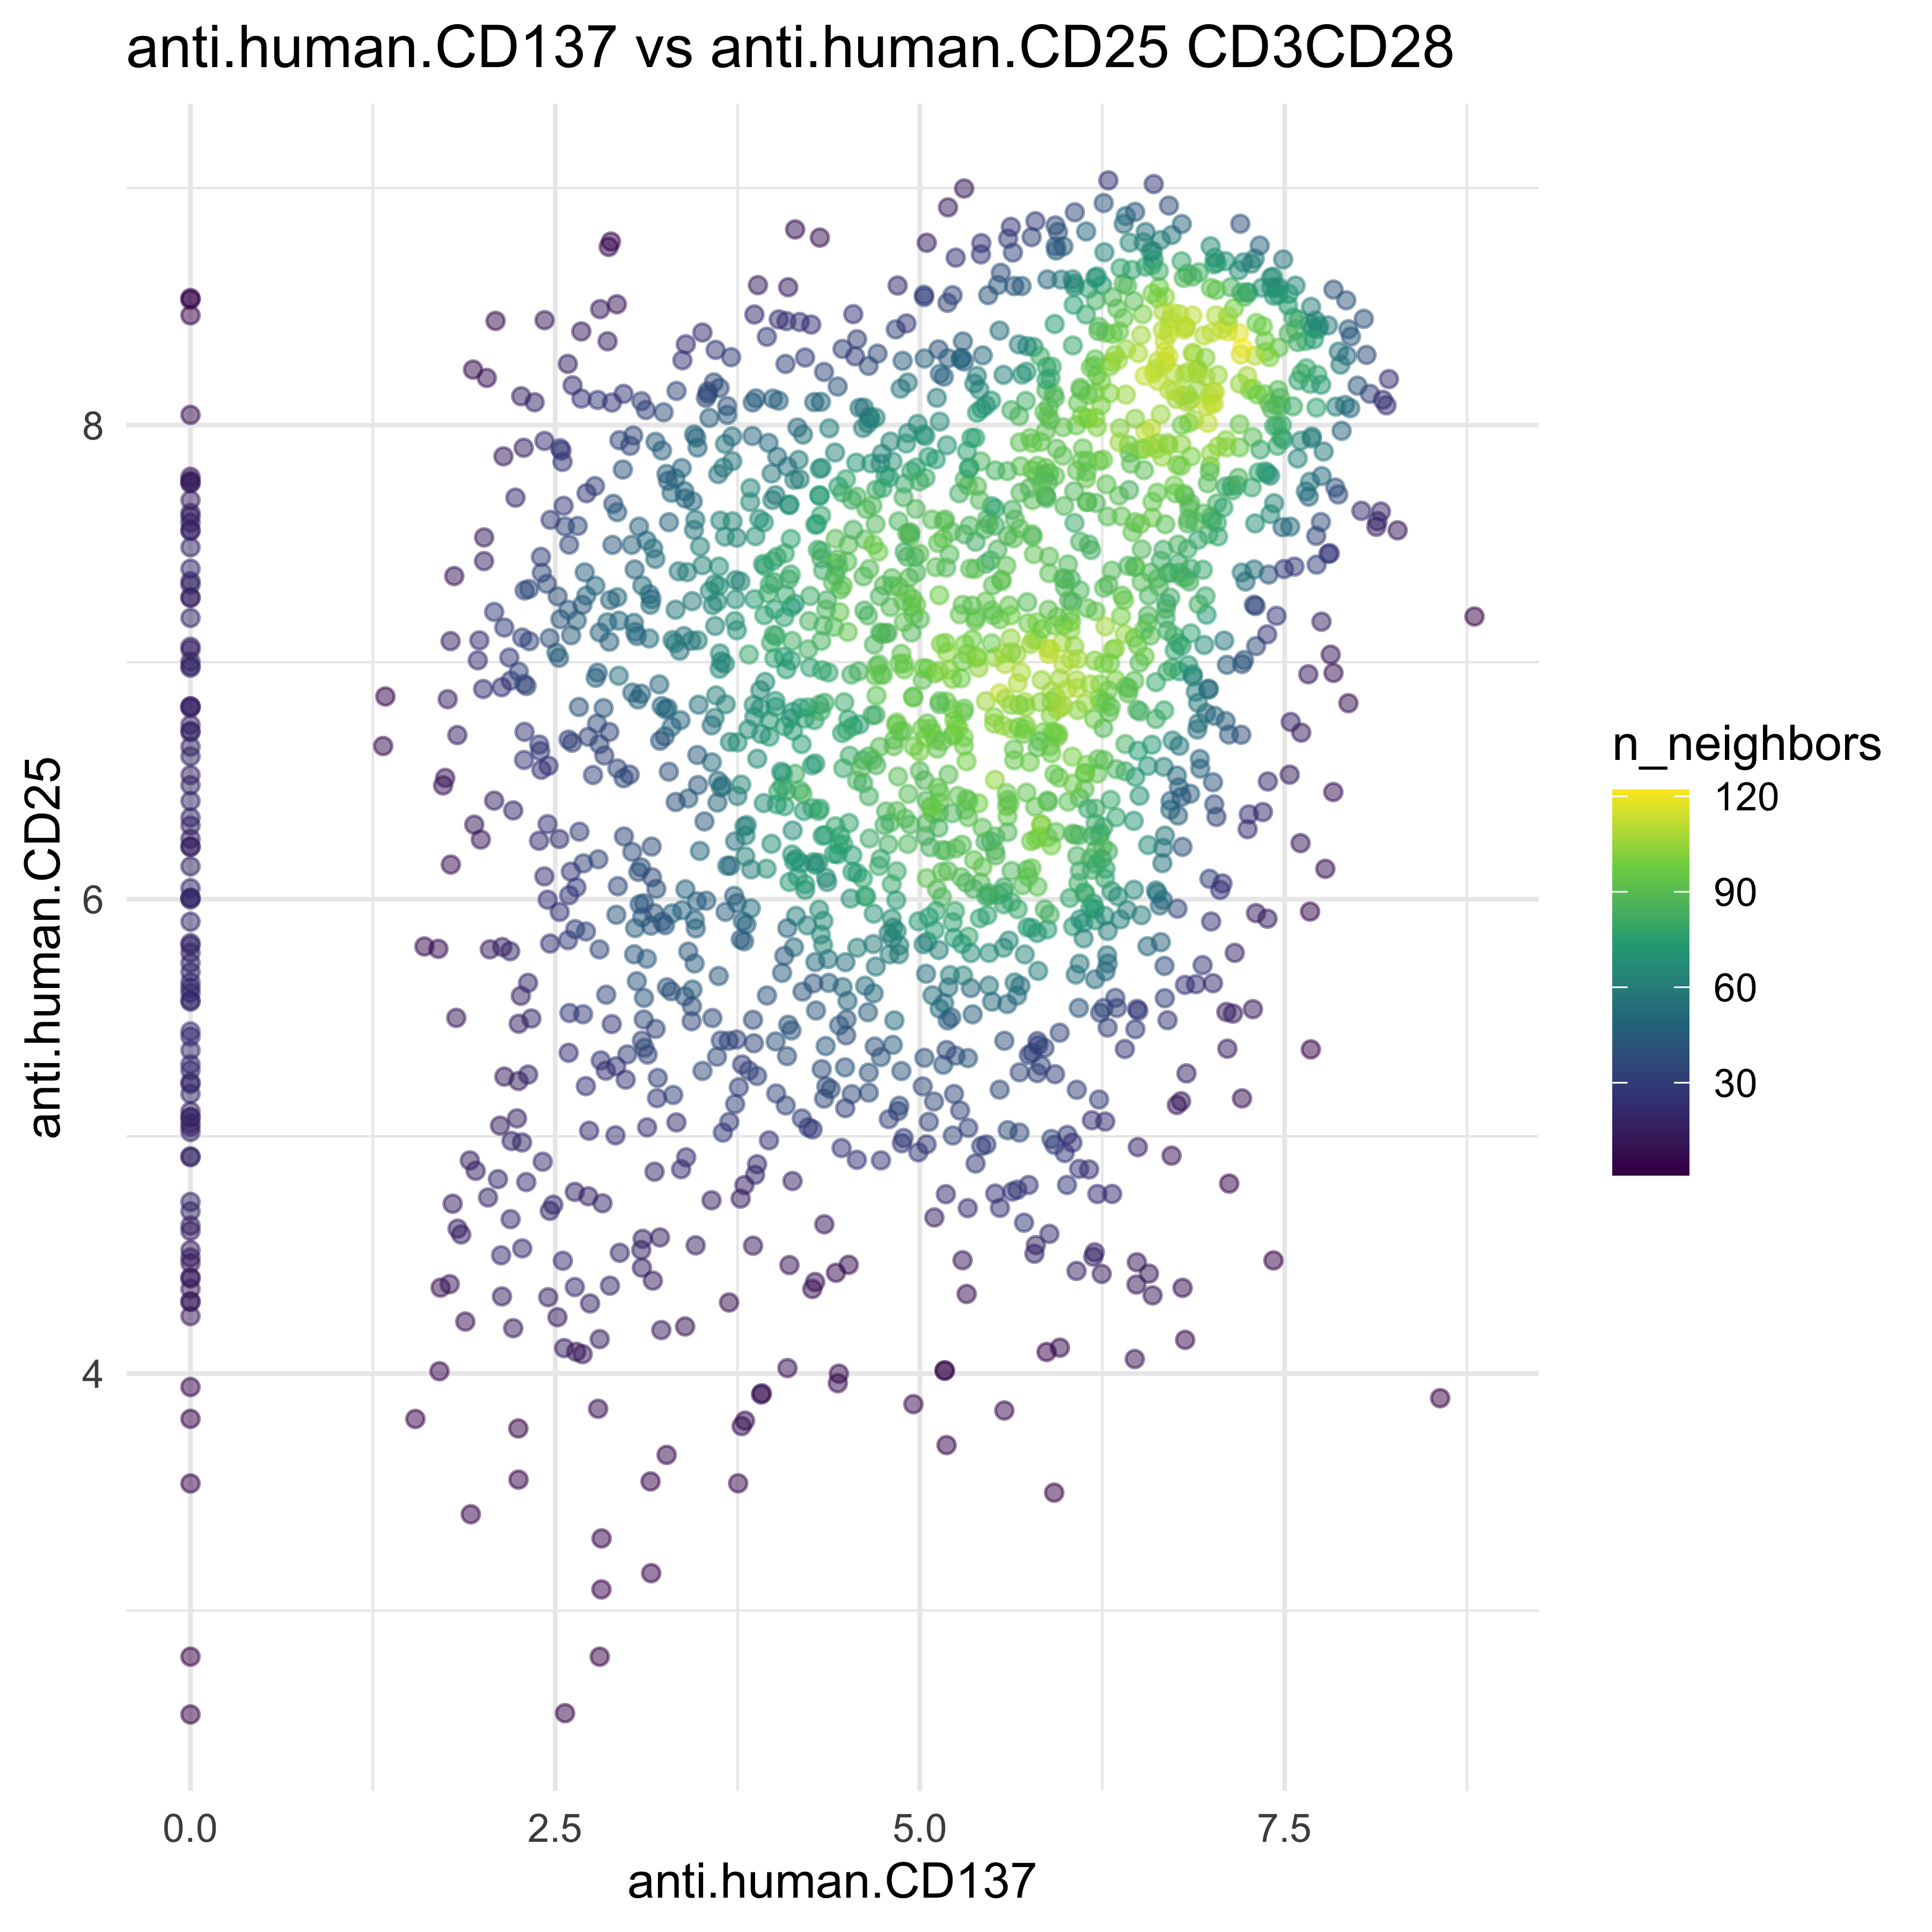 anti.human.CD137 vs anti.human.CD25 CD3CD28
anti.human.CD25
8
6
4
0.0 2.5 5.0 7.5
anti.human.CD137
n_neighbors
120
90
60
30